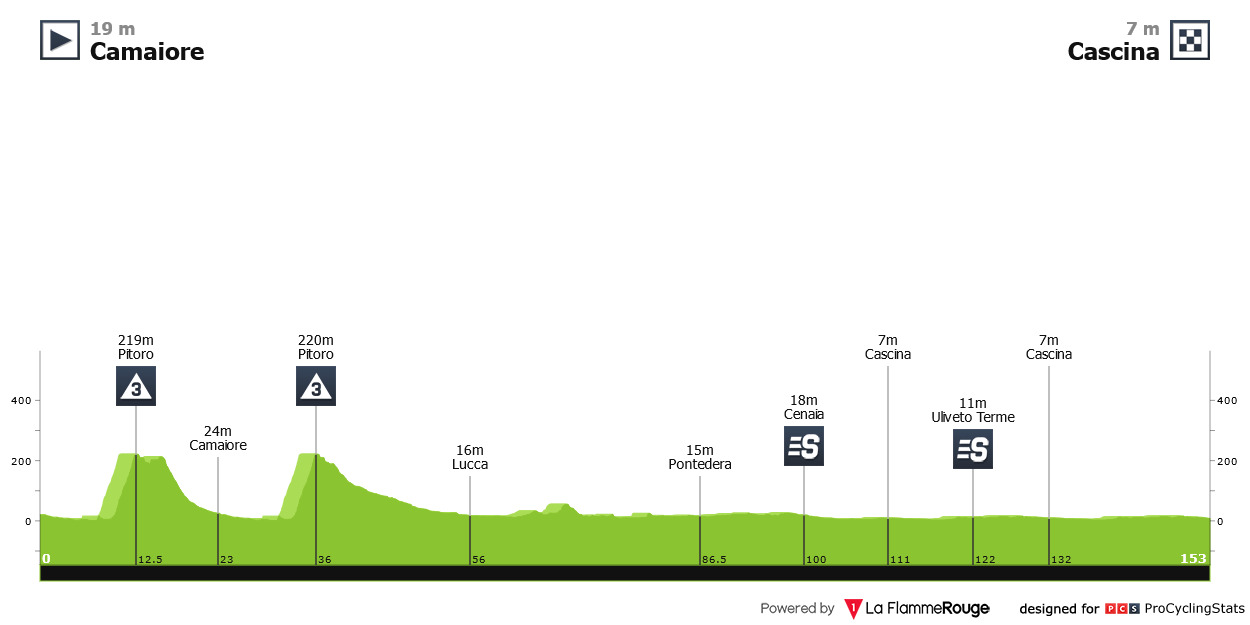 19 m
Camaiore
7 m
Cascina
219m
Pitoro
3
24m
Camaiore
220m
Pitoro
3
16m
Lucca
15m
Pontedera
18m
Cenaia
S
7m
Cascina
11m
Uliveto Terme
S
7m
Cascina
400
200
0
400
200
0
0
12.5
23
36
56
86.5
100
111
122
132
153
Powered by 1 La FlammeRouge designed for PCS ProCyclingStats